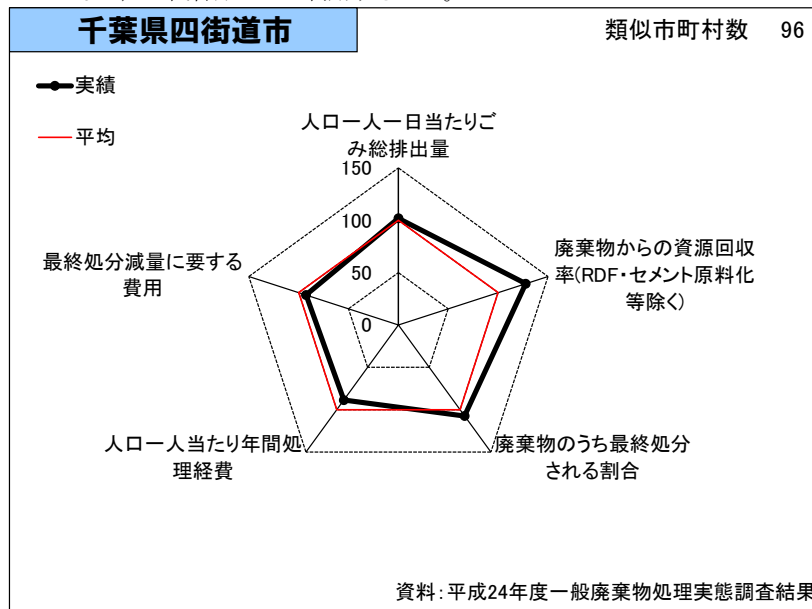 千葉県四街道市
類似市町村数 96
実績
平均
人口一人一日当たりご
み総排出量
150
100
50
0
廃棄物からの資源回収
率(RDF・セメント原料化
等除く)
最終処分減量に要する
費用
人口一人当たり年間処
理経費
廃棄物のうち最終処分
される割合
資料：平成24年度一般廃棄物処理実態調査結果